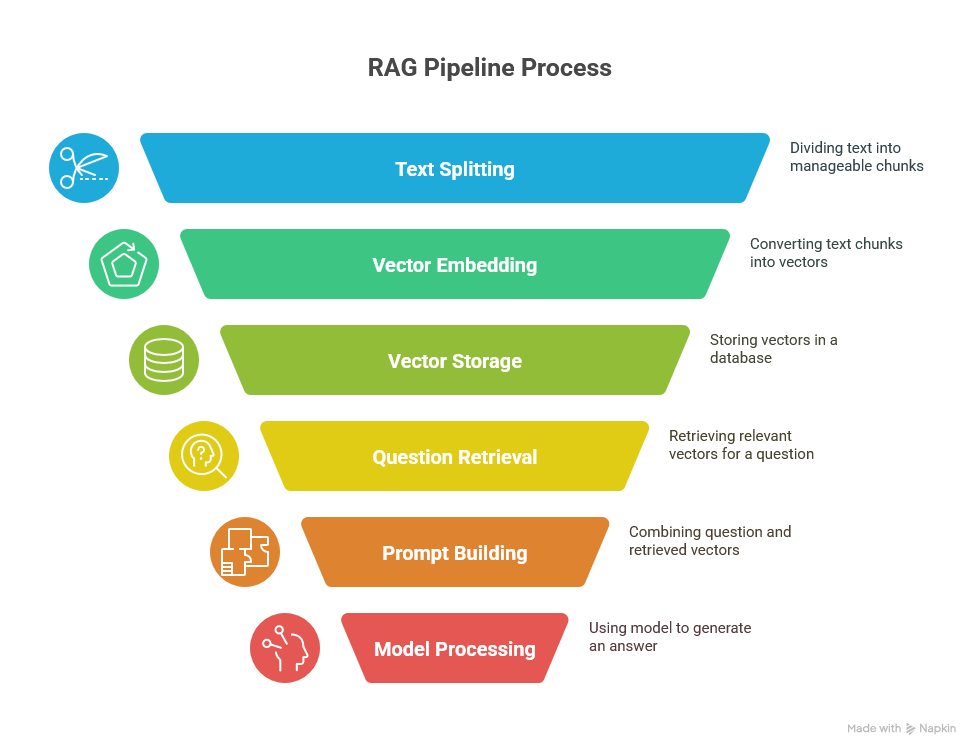 RAG Pipeline Process
Text Splitting
Dividing text into
manageable chunks
Vector Embedding
Converting text chunks
into vectors
Vector Storage
Storing vectors in a
database
Question Retrieval
Retrieving relevant
vectors for a question
Prompt Building
Combining question and
retrieved vectors
Model Processing
Using model to generate
an answer
Made with Napkin